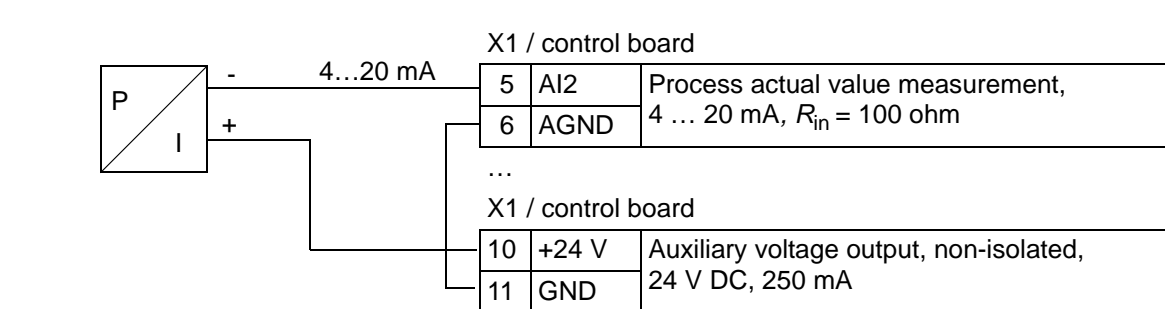 X1 / control board
- 4…20 mA
5 AI2 Process actual value measurement,
P
6 AGND 4 … 20 mA, Rin = 100 ohm
+
I
…
X1 / control board
10 +24 V Auxiliary voltage output, non-isolated,
11 GND 24 V DC, 250 mA